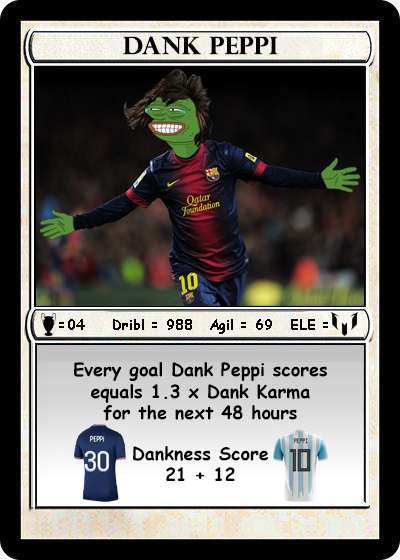 DANK PEPPI
Qatar
Foundation
10
=04 Dribl = 988 Agil = 69 ELE =
Every goal Dank Peppi scores
equals 1.3 x Dank Karma
for the next 48 hours
PEPPI
30
Dankness Score
21 + 12
PEPPI
10